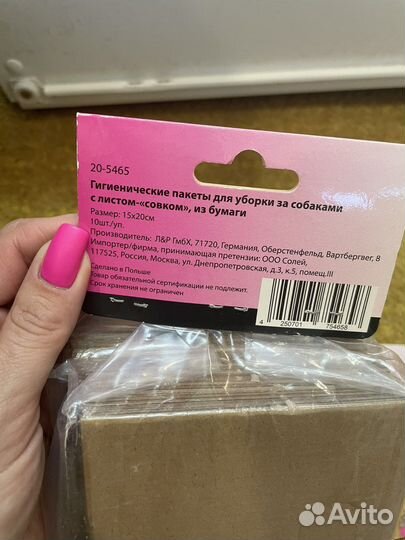 20-5465
Гигиенические пакеты для уборки за собаками
с листом-«совком», из бумаги
Размер: 15x20см
10шт./уп.
Производитель: Л&Р ГмбХ, 71720, Германия, Оберстенфельд, Вартбергвег, 8
Импортер/фирма, принимающая претензии: ООО Солей,
117525, Россия, Москва, ул. Днепропетровская, д.3, к.5, помещ.III
Сделано в Польше
Товар обязательной сертификации не подлежит.
Срок хранения не ограничен
4 250701 754658
Avito